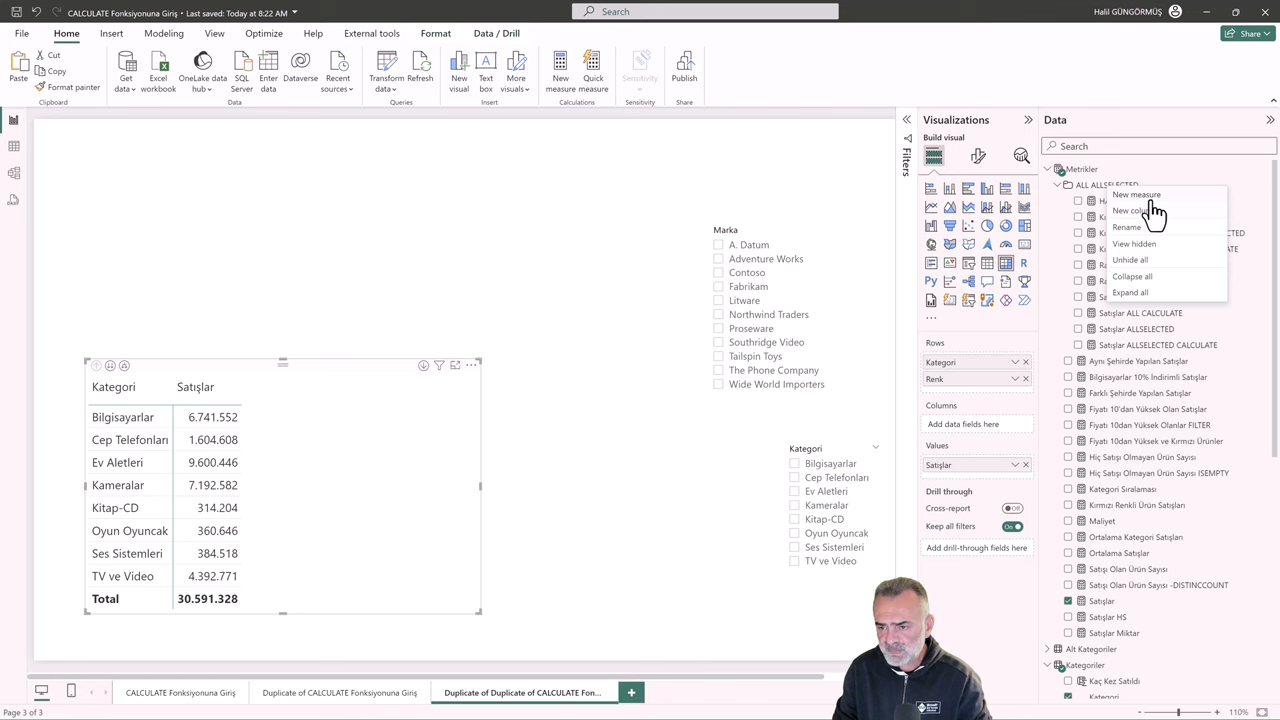 CALCULATE Fonksiyonuna Giriş • Last saved: Today at 8:22 AM
Search
Halil GÜNGÖRMÜŞ
File Home Insert Modeling View Optimize Help External tools Format Data / Drill
Share
Paste
Cut
Copy
Format painter
Clipboard
Get data
Excel workbook
OneLake data hub
SQL Server
Enter data
Dataverse
Recent sources
Data
Transform data
Refresh
Queries
New visual
Text box
More visuals
Insert
New measure
Quick measure
Calculations
Sensitivity
Sensitivity
Publish
Share
Kategori Satışlar
Bilgisayarlar 6.741.552
Cep Telefonları 1.604.608
Ev Aletleri 9.600.446
Kameralar 7.192.582
Kitap-CD 314.204
Oyun Oyuncak 360.646
Ses Sistemleri 384.518
TV ve Video 4.392.771
Total 30.591.328
Marka
A. Datum
Adventure Works
Contoso
Fabrikam
Litware
Northwind Traders
Proseware
Southridge Video
Tailspin Toys
The Phone Company
Wide World Importers
Kategori
Bilgisayarlar
Cep Telefonları
Ev Aletleri
Kameralar
Kitap-CD
Oyun Oyuncak
Ses Sistemleri
TV ve Video
Filters
Visualizations
Build visual
Rows
Kategori
Renk
Columns
Add data fields here
Values
Satışlar
Drill through
Cross-report Off
Keep all filters On
Add drill-through fields here
Data
Search
Metrikler
ALL ALLSELECTED
New measure
Rename
View hidden
Unhide all
Collapse all
Expand all
Satışlar ALL CALCULATE
Satışlar ALLSELECTED
Satışlar ALLSELECTED CALCULATE
Aynı Şehirde Yapılan Satışlar
Bilgisayarlar 10% İndirimli Satışlar
Farklı Şehirde Yapılan Satışlar
Fiyatı 10'dan Yüksek Olan Satışlar
Fiyatı 10dan Yüksek Olanlar FILTER
Fiyatı 10dan Yüksek ve Kırmızı Ürünler
Hiç Satışı Olmayan Ürün Sayısı
Hiç Satışı Olmayan Ürün Sayısı ISEMPTY
Kategori Sıralaması
Kırmızı Renkli Ürün Satışları
Maliyet
Ortalama Kategori Satışları
Ortalama Satışlar
Satışı Olan Ürün Sayısı
Satışı Olan Ürün Sayısı -DISTINCCOUNT
Satışlar
Satışlar HS
Satışlar Miktar
Alt Kategoriler
Kategoriler
Kaç Kez Satıldı
Kategori
CALCULATE Fonksiyonuna Giriş
Duplicate of CALCULATE Fonksiyonuna Giriş
Duplicate of Duplicate of CALCULATE Fon...
Page 3 of 3
110%